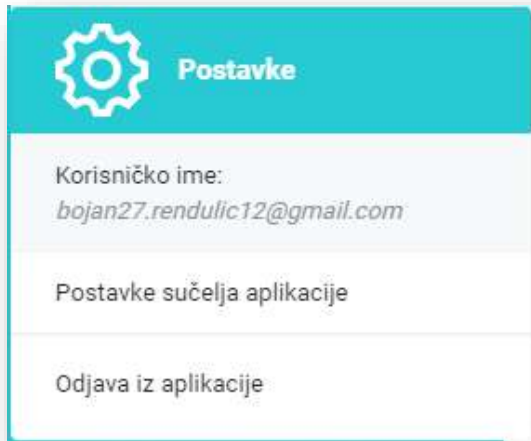 Postavke
Korisničko ime:
bojan27.rendulic12@gmail.com
Postavke sučelja aplikacije
Odjava iz aplikacije